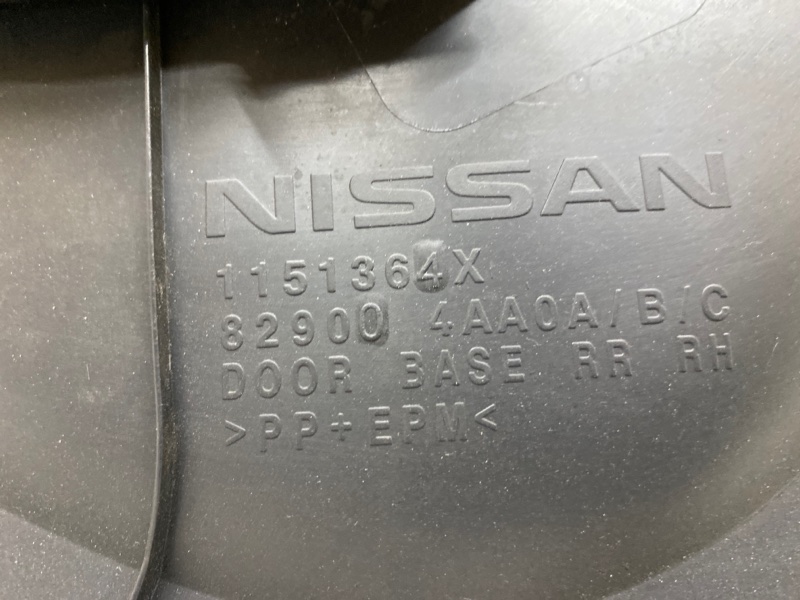 NISSAN
1151364X
82900 4AA0A/B/C
DOOR BASE RR RH
>PP+EPM<